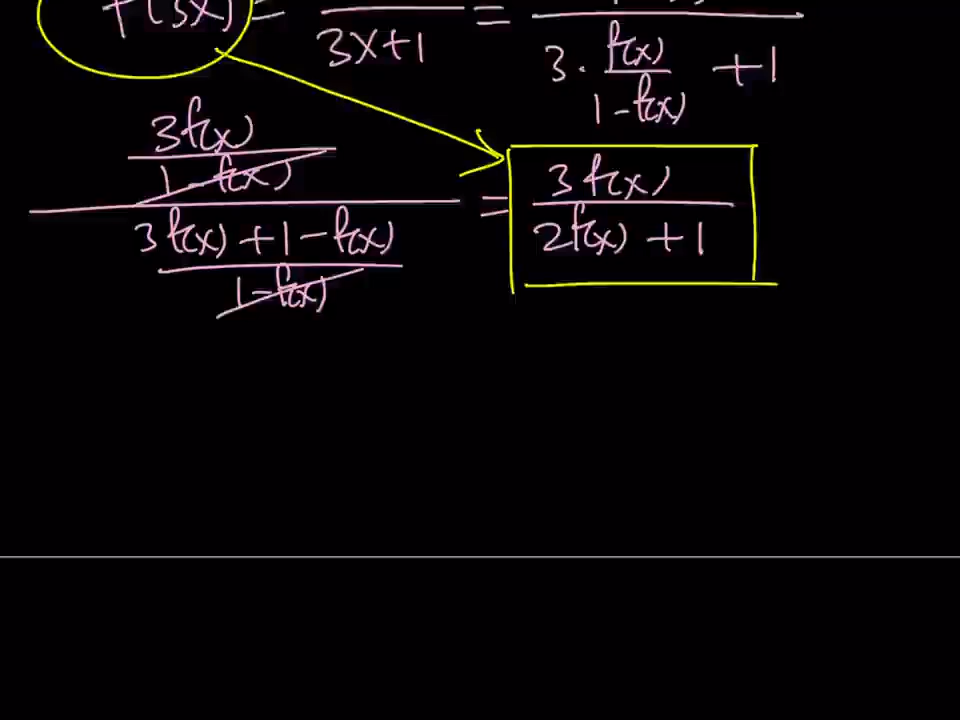 f(3x) = ― / 3x+1 = ― / (3 · f(x)/(1-f(x)) + 1)
(3f(x)/(1-f(x))) / ((3f(x)+1-f(x))/(1-f(x))) = 3f(x)/(2f(x)+1)